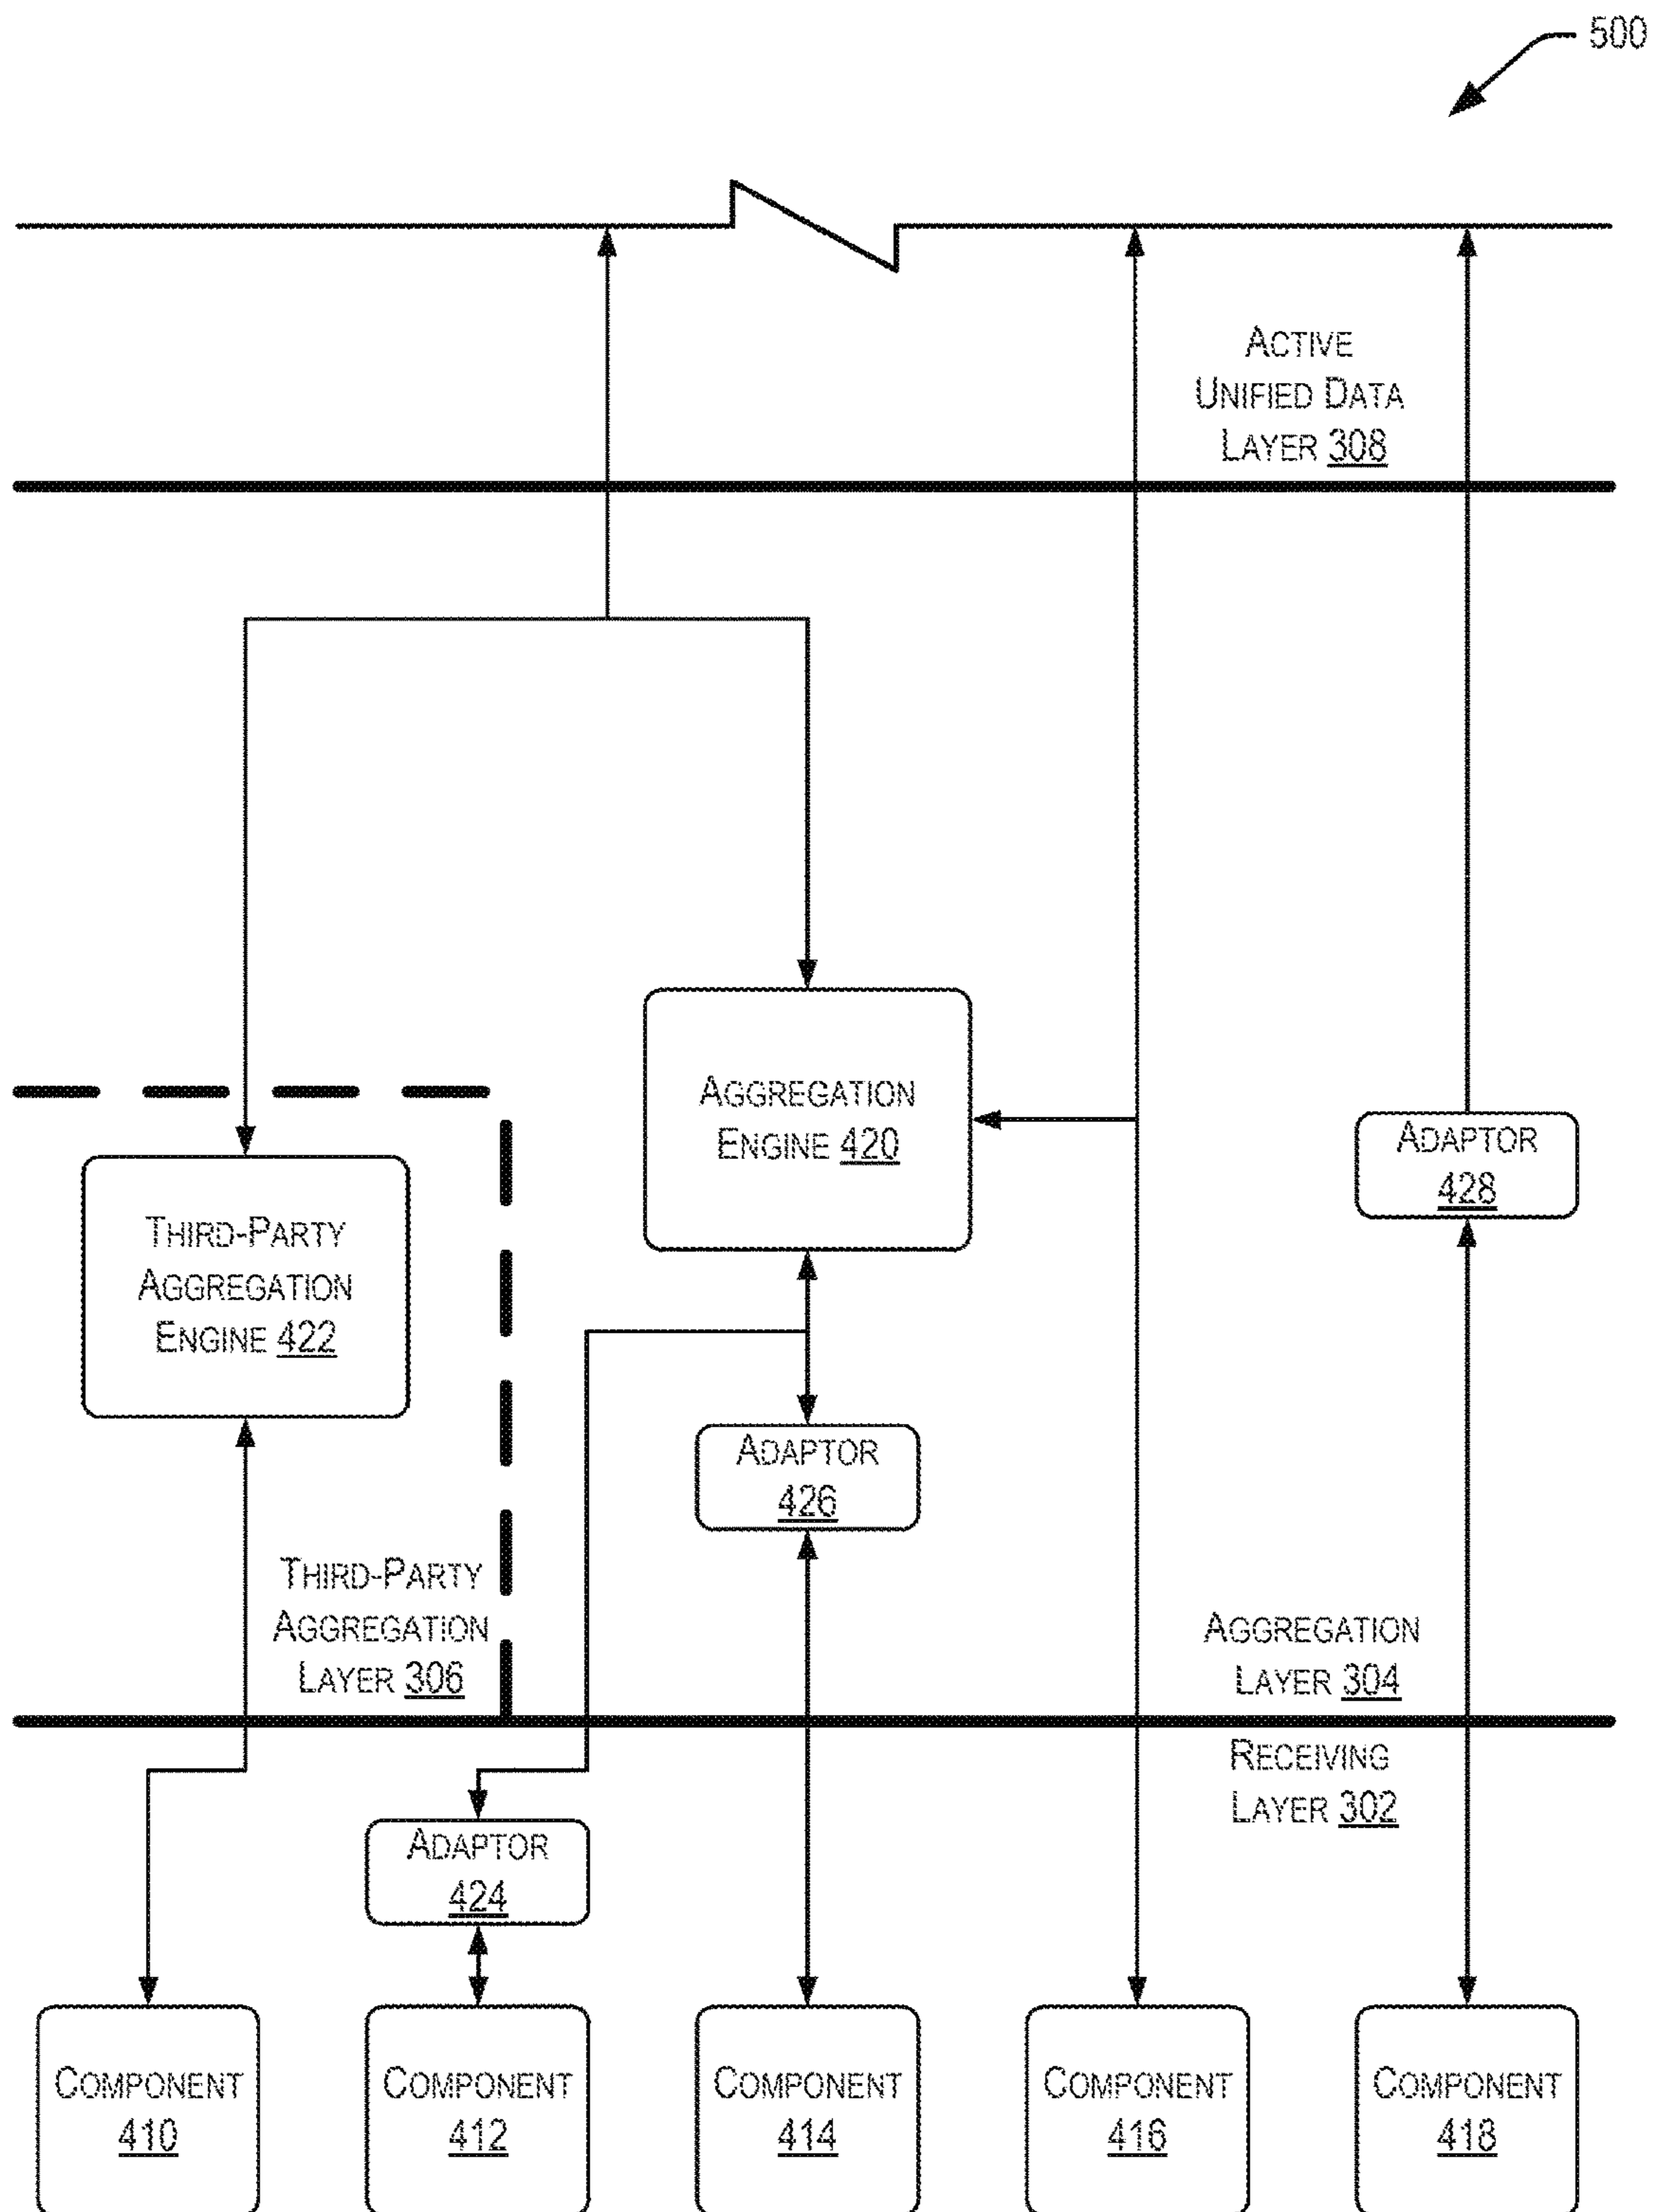 500
ACTIVE
UNIFIED DATA
LAYER 308
AGGREGATION
ENGINE 420
ADAPTOR
428
THIRD-PARTY
AGGREGATION
ENGINE 422
ADAPTOR
426
THIRD-PARTY
AGGREGATION
LAYER 306
AGGREGATION
LAYER 304
RECEIVING
LAYER 302
ADAPTOR
424
COMPONENT
410
COMPONENT
412
COMPONENT
414
COMPONENT
416
COMPONENT
418